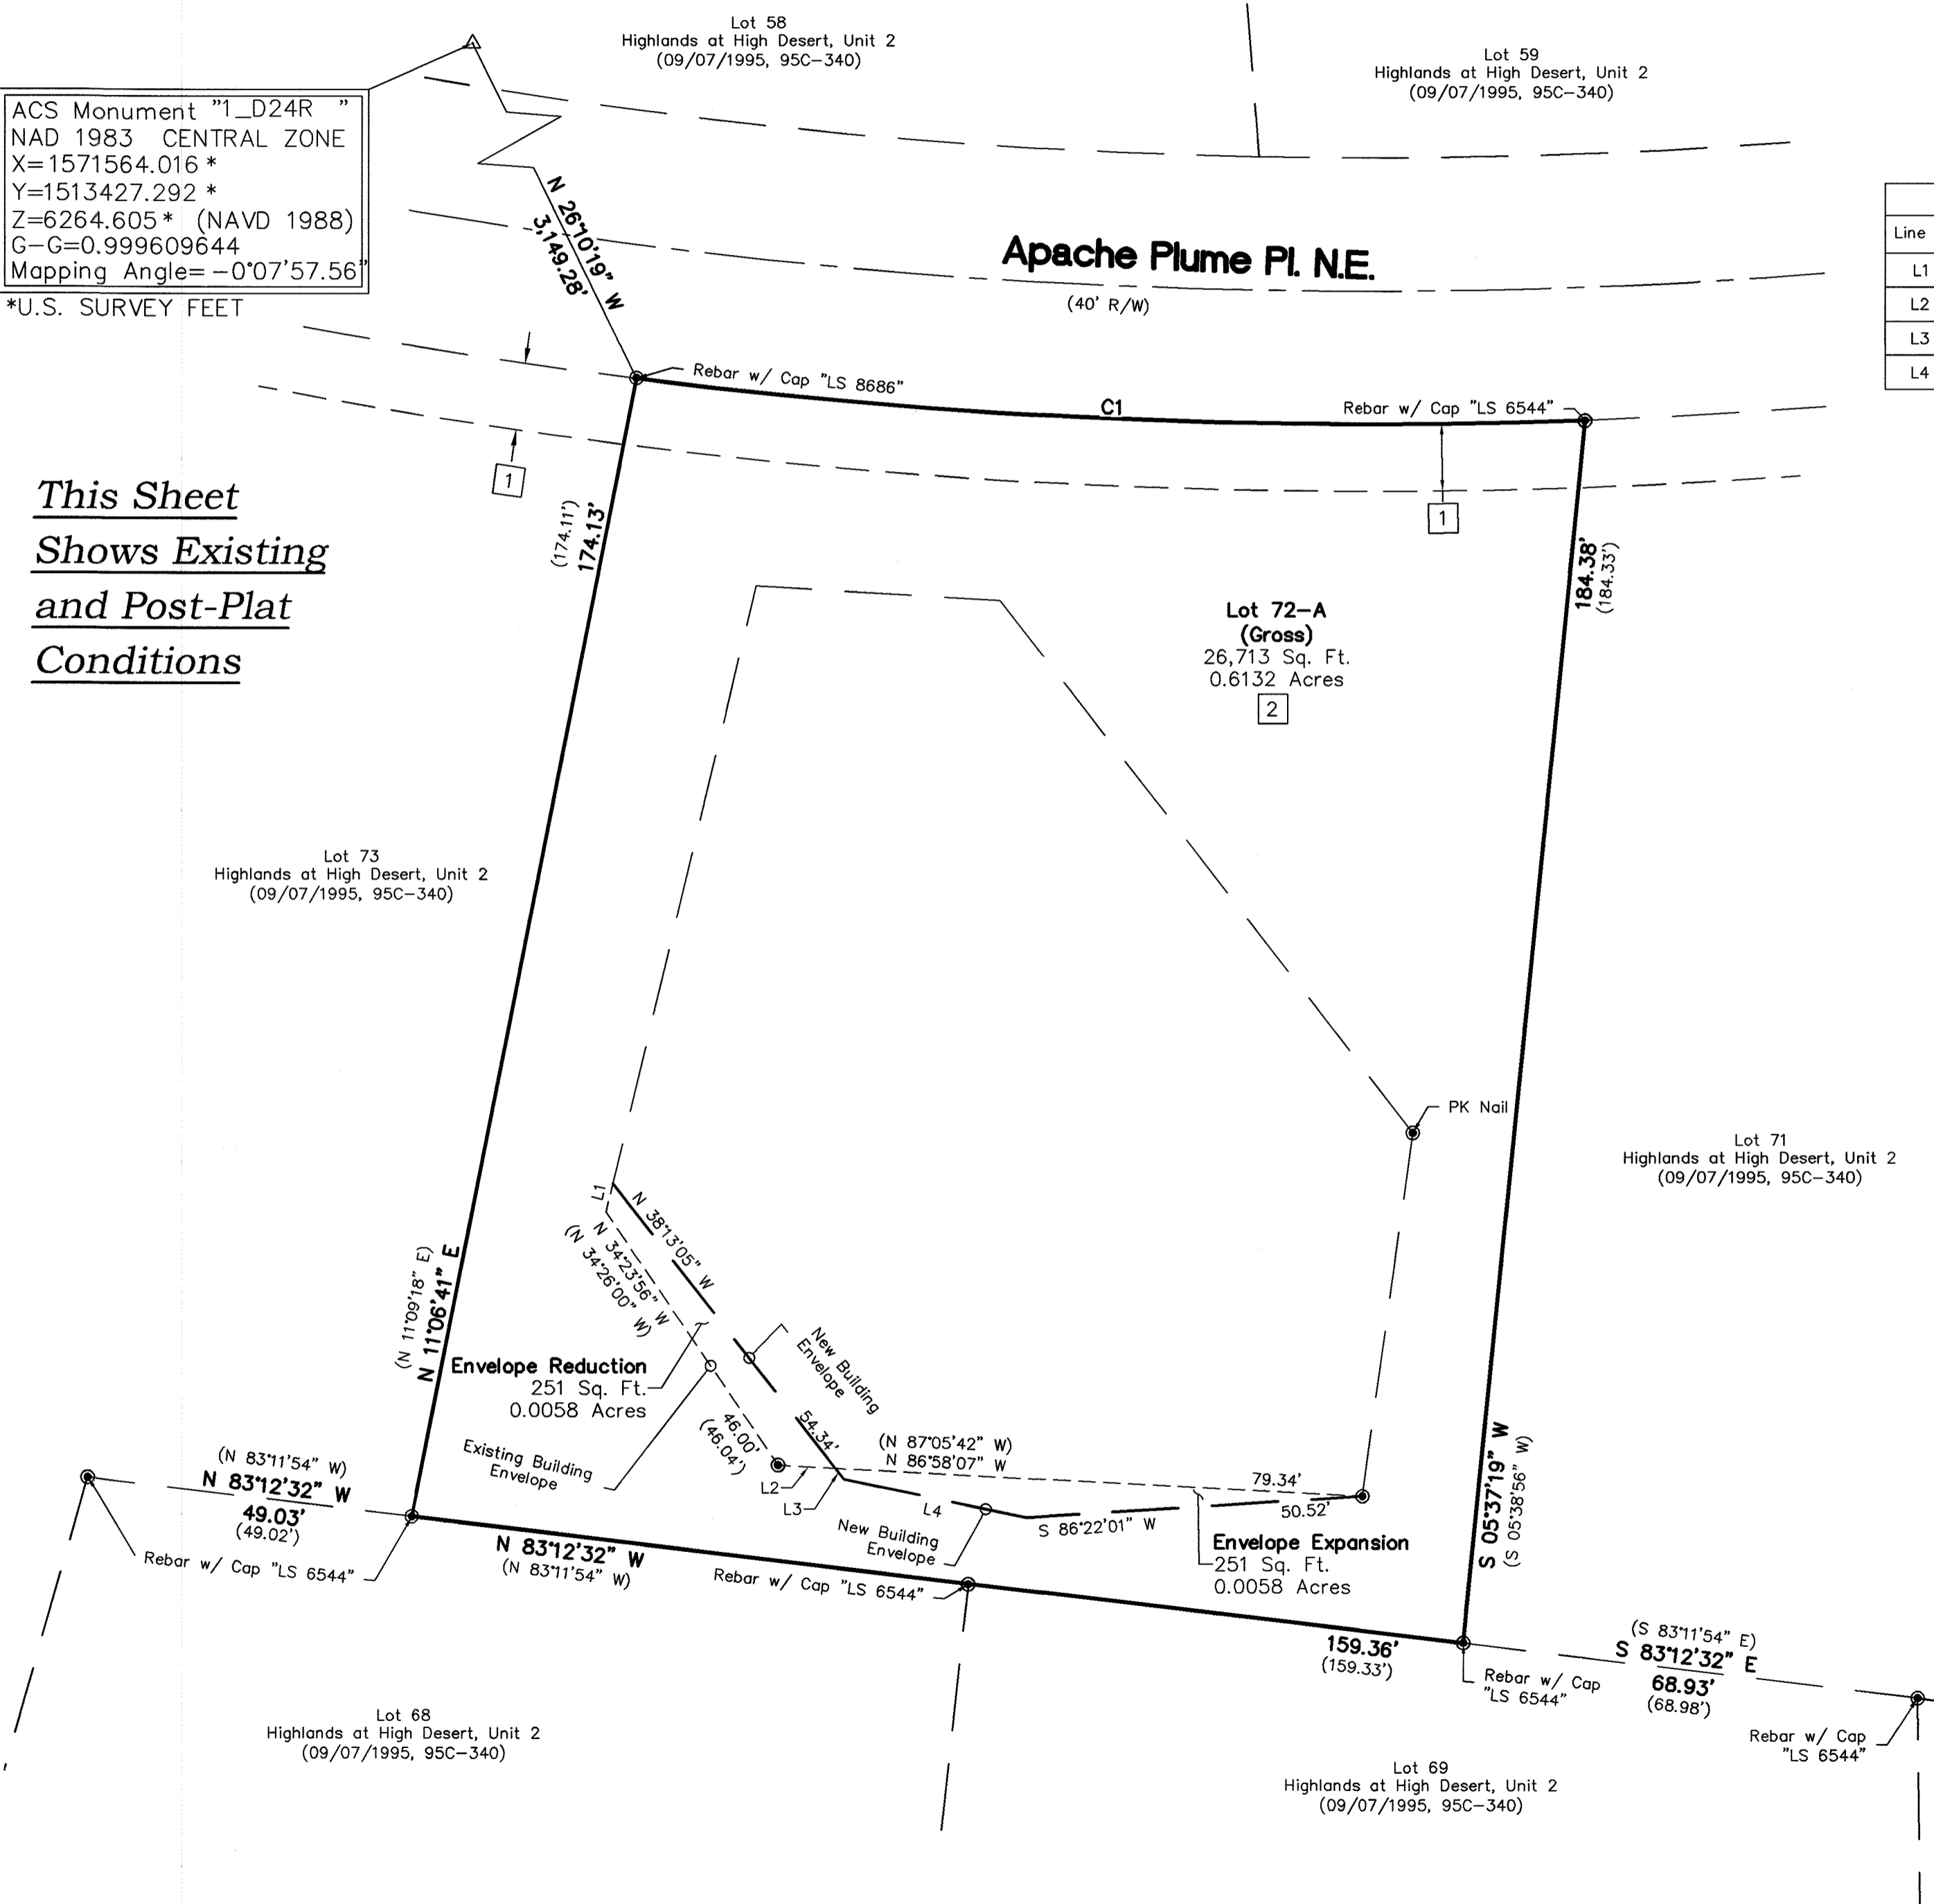 Lot 58
Highlands at High Desert, Unit 2
(09/07/1995, 95C-340)
Lot 59
Highlands at High Desert, Unit 2
(09/07/1995, 95C-340)
ACS Monument "1_D24R "
NAD 1983 CENTRAL ZONE
X=1571564.016 *
Y=1513427.292 *
Z=6264.605* (NAVD 1988)
G-G=0.999609644
Mapping Angle= -0°07'57.56"
*U.S. SURVEY FEET
N 26°10'19" W
3,149.28'
Apache Plume Pl. N.E.
(40' R/W)
Line
L1
L2
L3
L4
Rebar w/ Cap "LS 8686"
C1
Rebar w/ Cap "LS 6544"
1
1
This Sheet
Shows Existing
and Post-Plat
Conditions
(174.11')
174.13'
184.38'
(184.33')
Lot 72-A
(Gross)
26,713 Sq. Ft.
0.6132 Acres
2
Lot 73
Highlands at High Desert, Unit 2
(09/07/1995, 95C-340)
PK Nail
Lot 71
Highlands at High Desert, Unit 2
(09/07/1995, 95C-340)
L1
N 38°13'05" W
N 34°23'56" W
(N 34°26'00" W)
(N 11°09'18" E)
N 11°06'41" E
New Building
Envelope
Envelope Reduction
251 Sq. Ft.
0.0058 Acres
54.34'
46.00'
(46.04')
Existing Building
Envelope
(N 87°05'42" W)
N 86°58'07" W
79.34'
L2
L3
L4
50.52'
S 86°22'01" W
New Building
Envelope
Envelope Expansion
251 Sq. Ft.
0.0058 Acres
S 05°37'19" W
(S 05°38'56" W)
(N 83°11'54" W)
N 83°12'32" W
49.03'
(49.02')
Rebar w/ Cap "LS 6544"
N 83°12'32" W
(N 83°11'54" W)
Rebar w/ Cap "LS 6544"
159.36'
(159.33')
Rebar w/ Cap
"LS 6544"
(S 83°11'54" E)
S 83°12'32" E
68.93'
(68.98')
Rebar w/ Cap
"LS 6544"
Lot 68
Highlands at High Desert, Unit 2
(09/07/1995, 95C-340)
Lot 69
Highlands at High Desert, Unit 2
(09/07/1995, 95C-340)